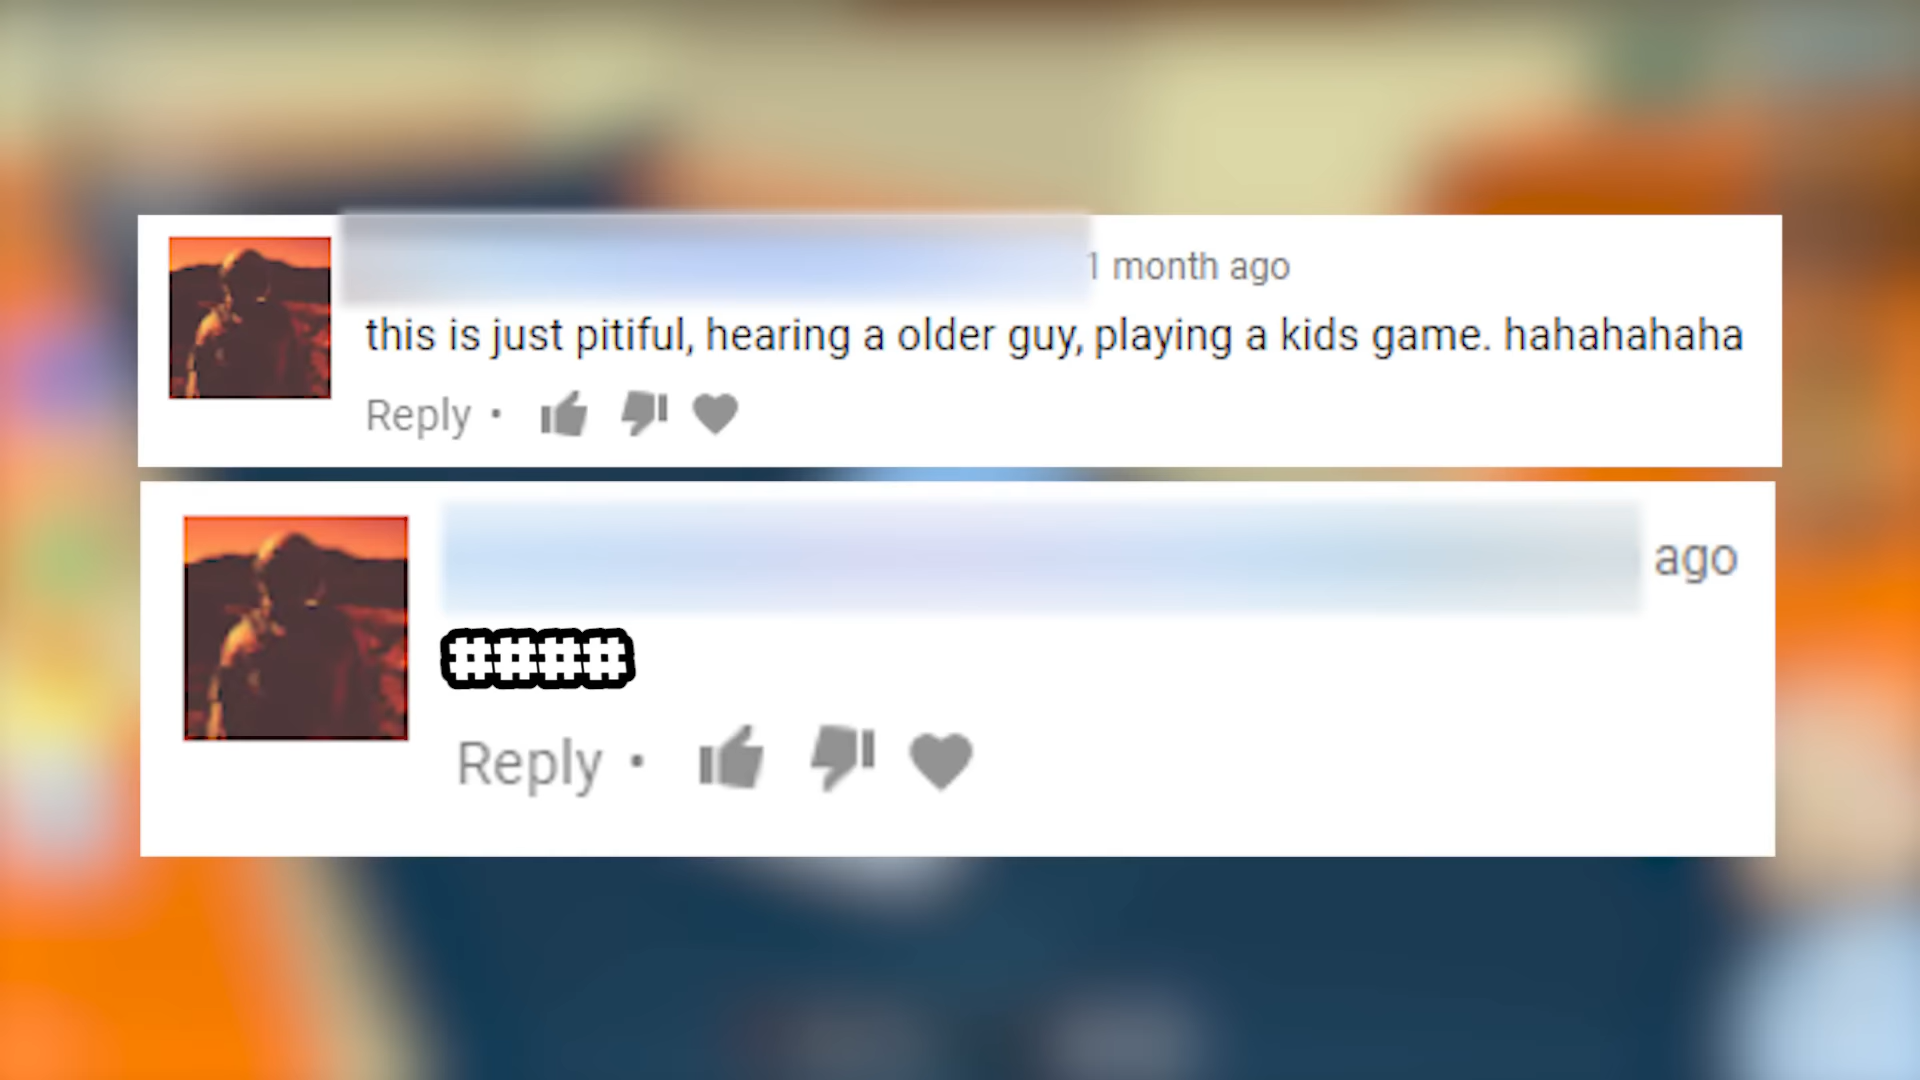 1 month ago
this is just pitiful, hearing a older guy, playing a kids game. hahahahaha
Reply •
ago
####
Reply •